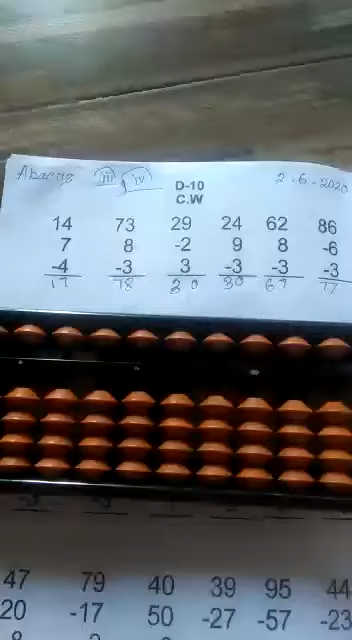 Abacus iii iv 2-6-2020
D-10
C.W
14 73 29 24 62 86
7 8 -2 9 8 -6
-4 -3 3 -3 -3 -3
17 78 30 30 67 77
47 79 40 39 95 44
20 -17 50 -27 -57 -23